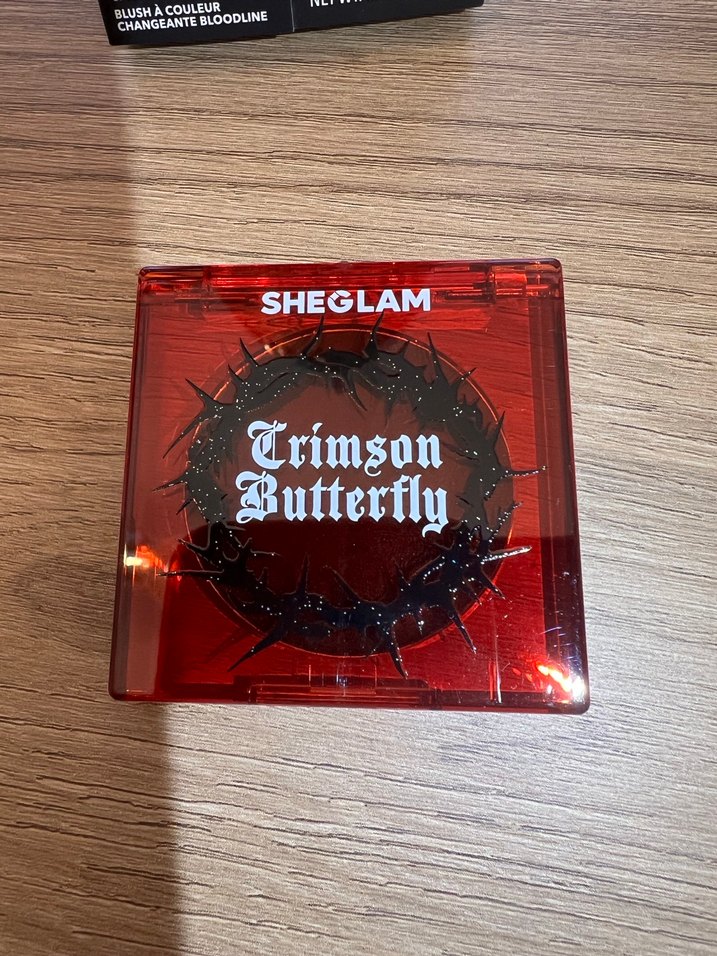 BLUSH À COULEUR
CHANGEANTE BLOODLINE
SHEGLAM
Crimson
Butterfly